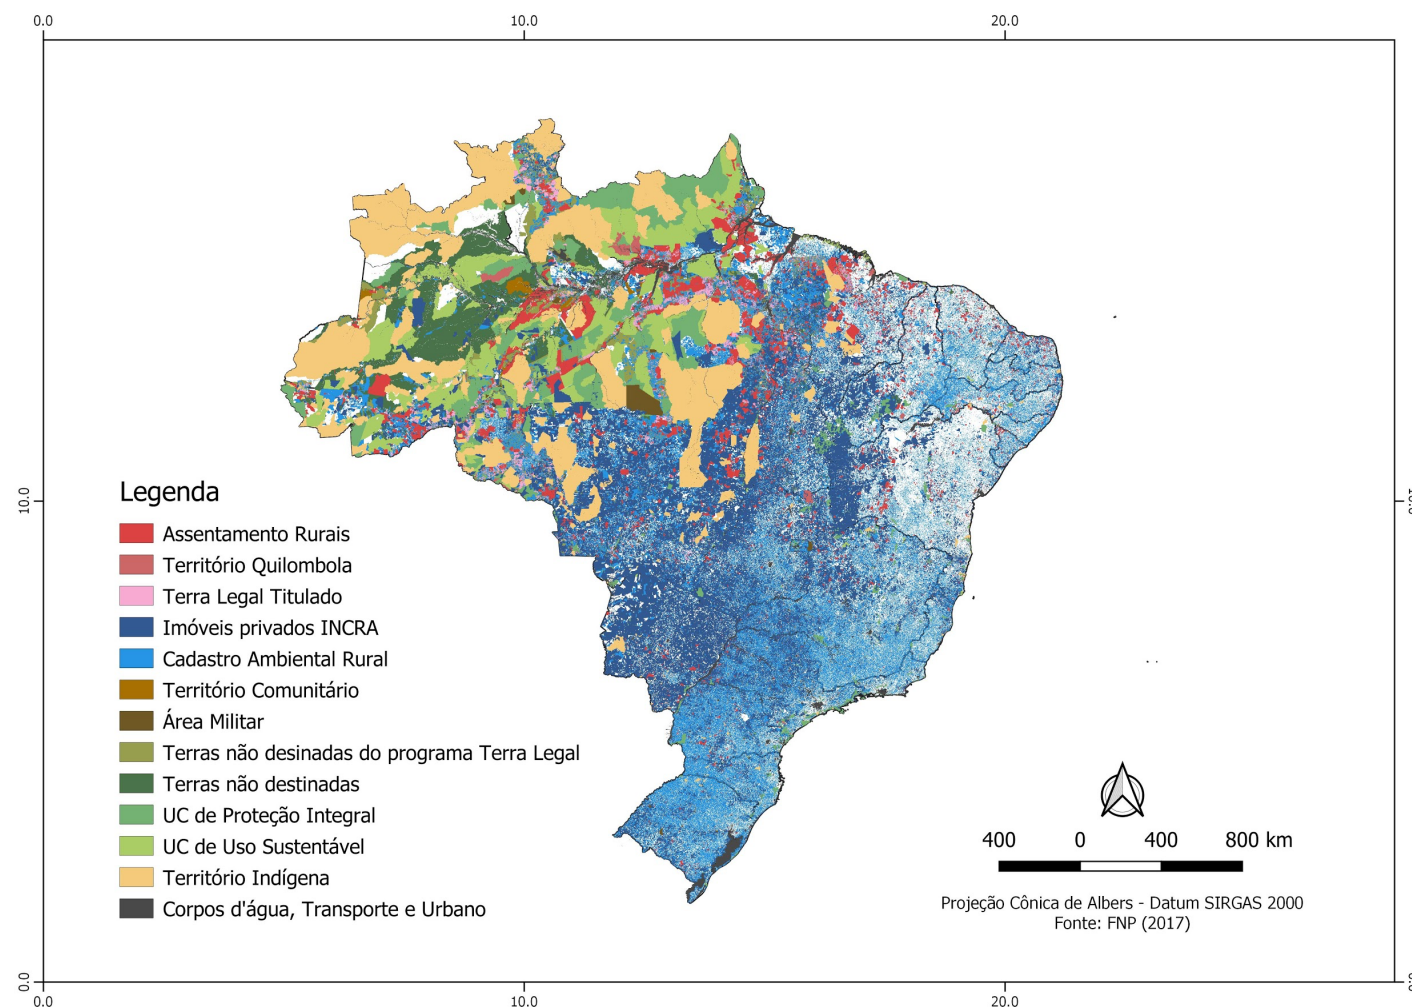 0.0 10.0 20.0
Legenda
Assentamento Rurais
Território Quilombola
Terra Legal Titulado
Imóveis privados INCRA
Cadastro Ambiental Rural
Território Comunitário
Área Militar
Terras não desinadas do programa Terra Legal
Terras não destinadas
UC de Proteção Integral
UC de Uso Sustentável
Território Indígena
Corpos d'água, Transporte e Urbano
10.0
0.0
400 0 400 800 km
Projeção Cônica de Albers - Datum SIRGAS 2000
Fonte: FNP (2017)
0.0 10.0 20.0